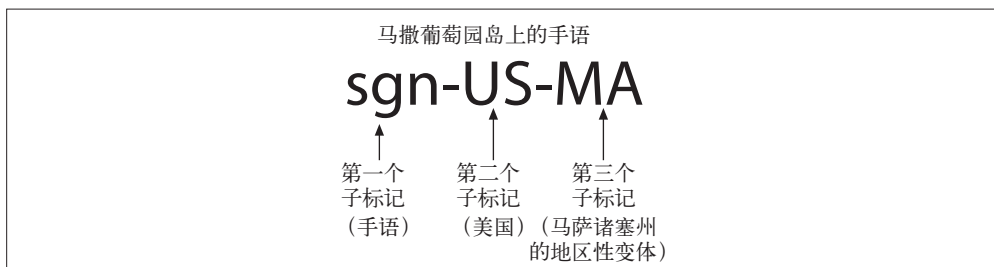 马撒葡萄园岛上的手语
sgn-US-MA
第一个 第二个 第三个
子标记 子标记 子标记
（手语） （美国） （马萨诸塞州
的地区性变体）